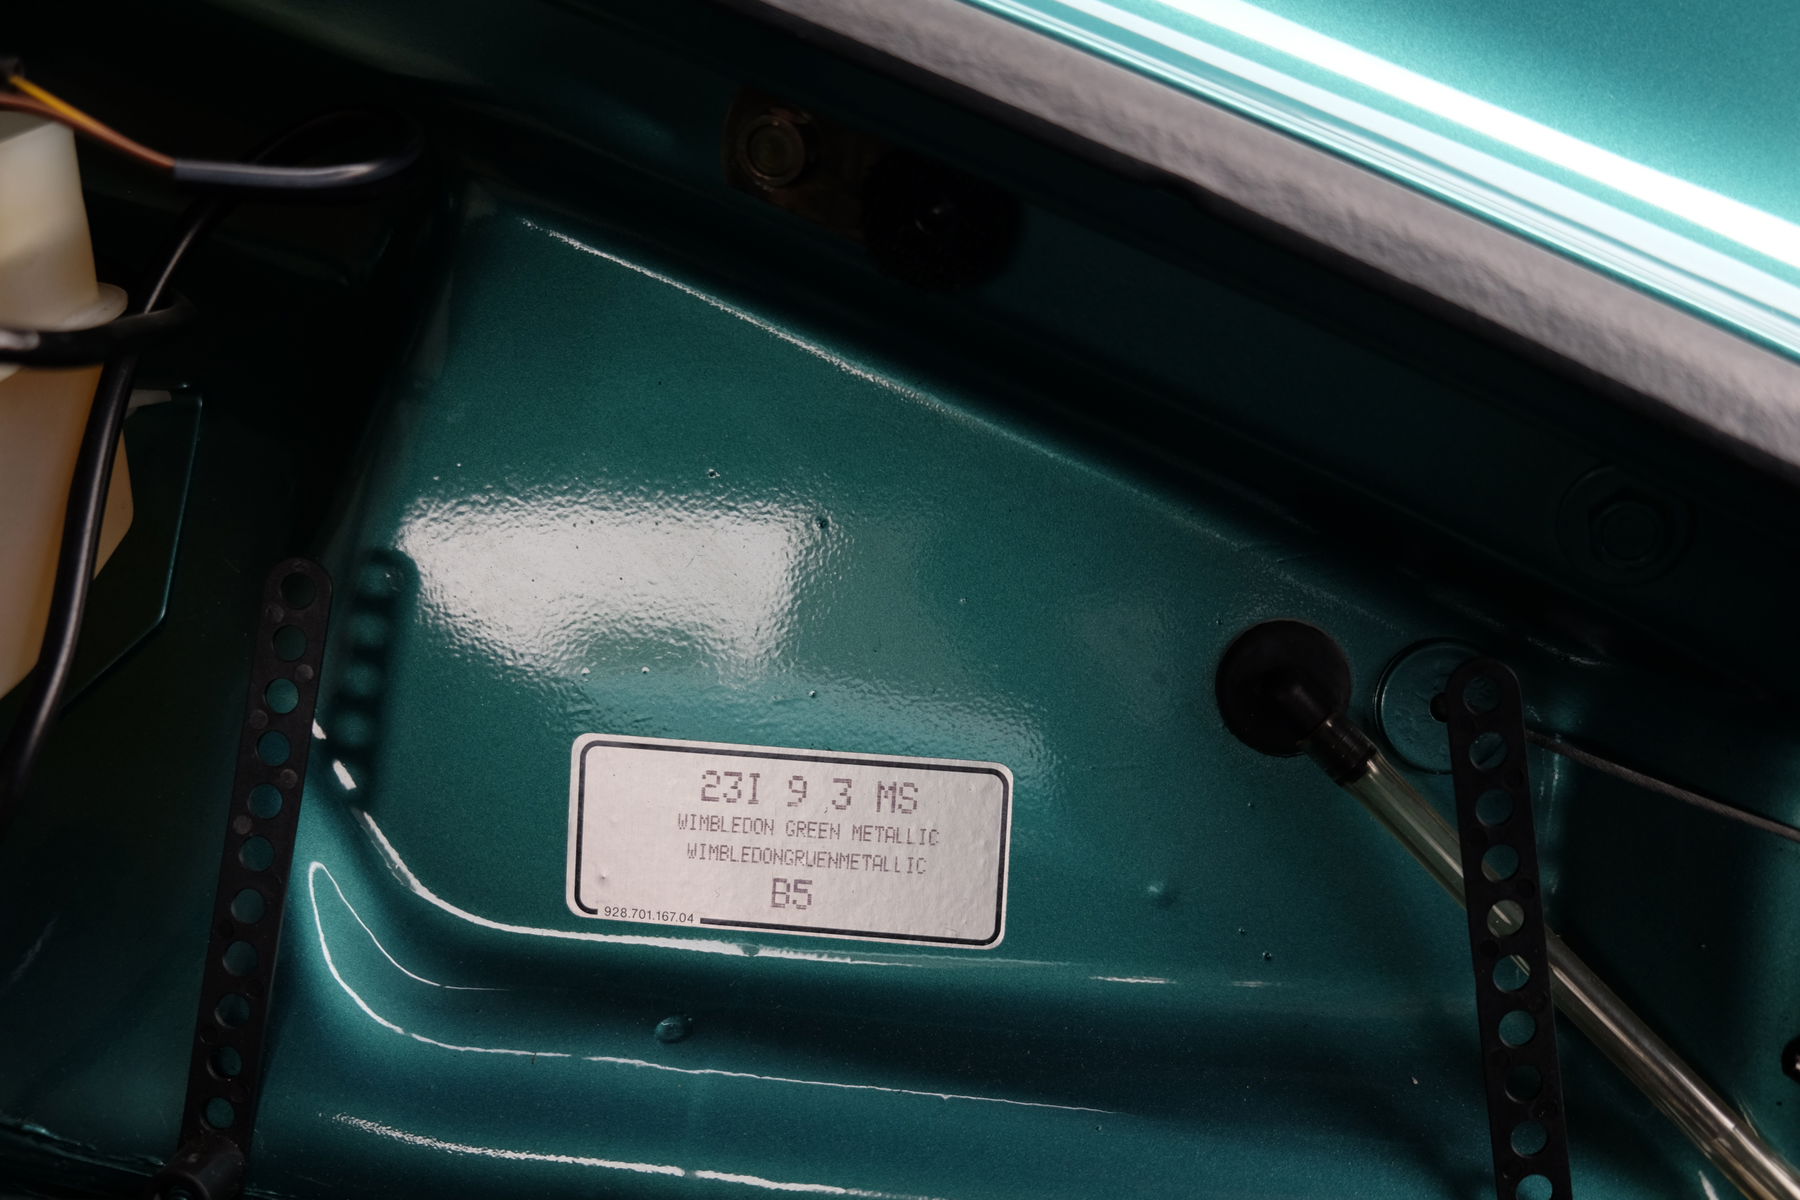 23I 9 3 MS
WIMBLEDON GREEN METALLIC
WIMBLEDONGRUENMETALLIC
B5
928.701.167.04